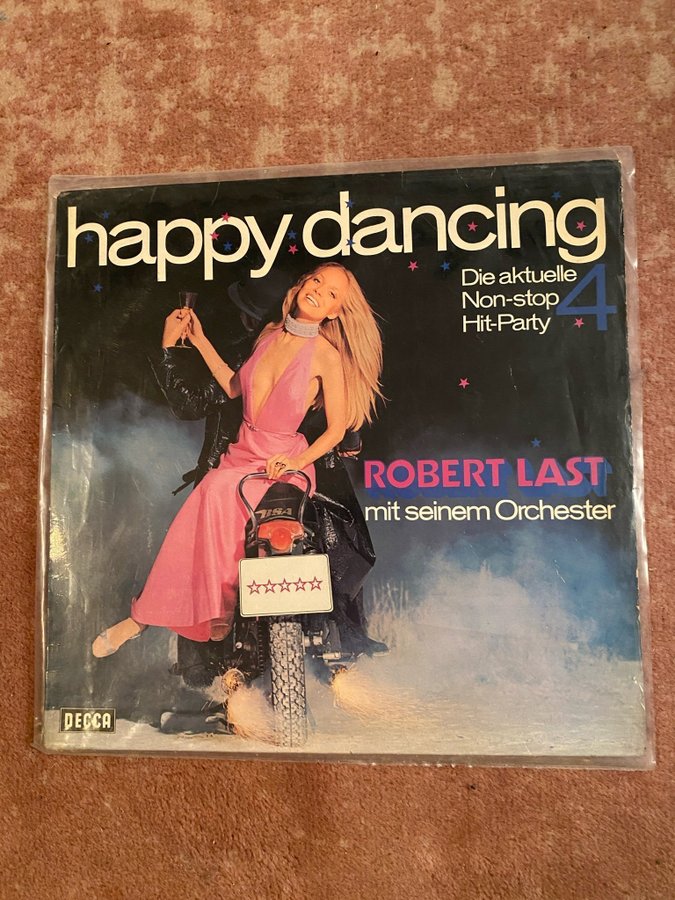 happy dancing
Die aktuelle
Non-stop
Hit-Party
4
ROBERT LAST
mit seinem Orchester
DECCA